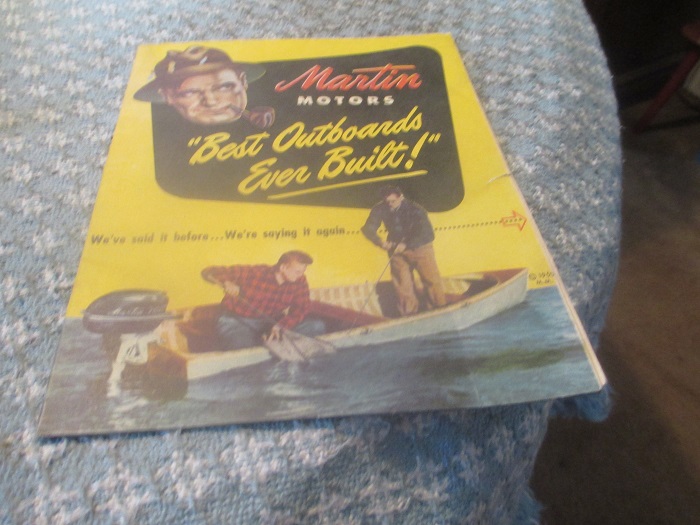 Martin
MOTORS
"Best Outboards
Ever Built!"
We've said it before...We're saying it again...